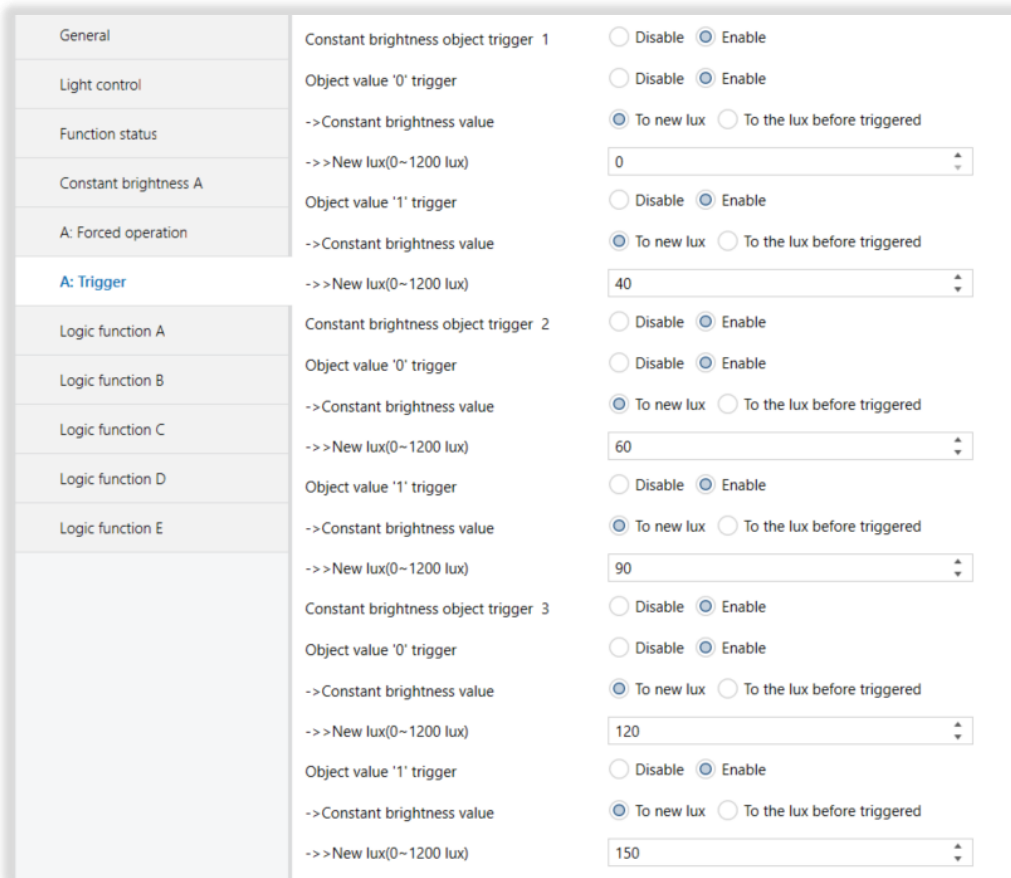 General
Light control
Function status
Constant brightness A
A: Forced operation
A: Trigger
Logic function A
Logic function B
Logic function C
Logic function D
Logic function E
Constant brightness object trigger 1 Disable Enable
Object value '0' trigger Disable Enable
->Constant brightness value To new lux To the lux before triggered
->>New lux(0~1200 lux) 0
Object value '1' trigger Disable Enable
->Constant brightness value To new lux To the lux before triggered
->>New lux(0~1200 lux) 40
Constant brightness object trigger 2 Disable Enable
Object value '0' trigger Disable Enable
->Constant brightness value To new lux To the lux before triggered
->>New lux(0~1200 lux) 60
Object value '1' trigger Disable Enable
->Constant brightness value To new lux To the lux before triggered
->>New lux(0~1200 lux) 90
Constant brightness object trigger 3 Disable Enable
Object value '0' trigger Disable Enable
->Constant brightness value To new lux To the lux before triggered
->>New lux(0~1200 lux) 120
Object value '1' trigger Disable Enable
->Constant brightness value To new lux To the lux before triggered
->>New lux(0~1200 lux) 150